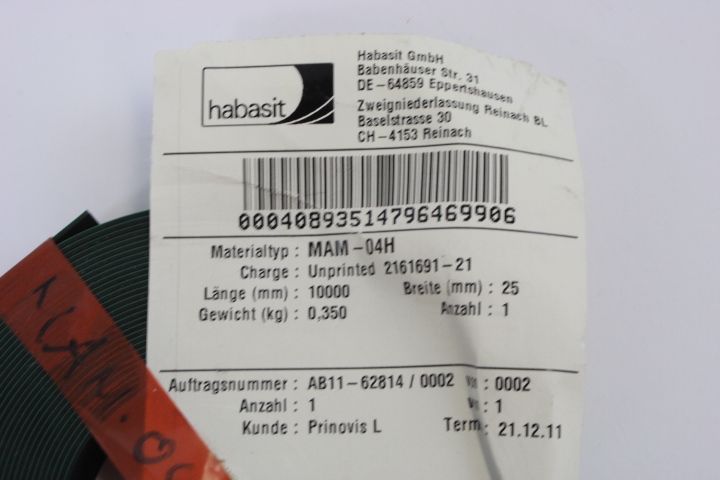 habasit
Habasit GmbH
Babenhäuser Str. 31
DE-64859 Eppertshausen
Zweigniederlassung Reinach BL
Baselstrasse 30
CH-4153 Reinach
00040893514796469906
Materialtyp : MAM-04H
Charge : Unprinted 2161691-21
Länge (mm) : 10000 Breite (mm) : 25
Gewicht (kg) : 0,350 Anzahl : 1
Auftragsnummer : AB11-62814 / 0002 von : 0002
Anzahl : 1 : 1
Kunde : Prinovis L Term : 21.12.11